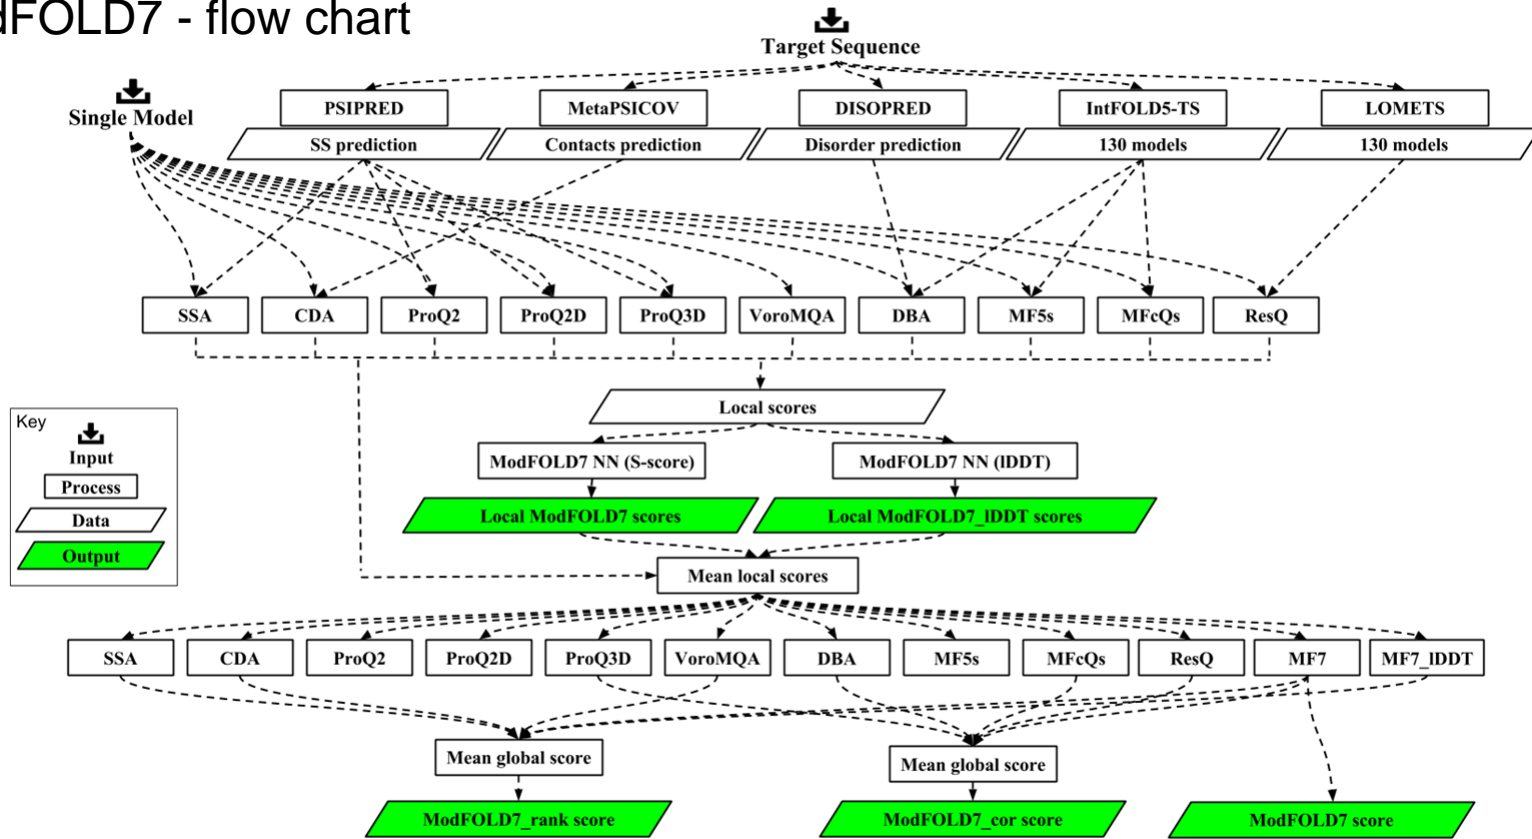 dFOLD7 - flow chart
Target Sequence
Single Model
PSIPRED
MetaPSICOV
DISOPRED
IntFOLD5-TS
LOMETS
SS prediction
Contacts prediction
Disorder prediction
130 models
130 models
SSA
CDA
ProQ2
ProQ2D
ProQ3D
VoroMQA
DBA
MF5s
MFcQs
ResQ
Local scores
Key
Input
Process
Data
Output
ModFOLD7 NN (S-score)
ModFOLD7 NN (lDDT)
Local ModFOLD7 scores
Local ModFOLD7_lDDT scores
Mean local scores
SSA
CDA
ProQ2
ProQ2D
ProQ3D
VoroMQA
DBA
MF5s
MFcQs
ResQ
MF7
MF7_lDDT
Mean global score
Mean global score
ModFOLD7_rank score
ModFOLD7_cor score
ModFOLD7 score